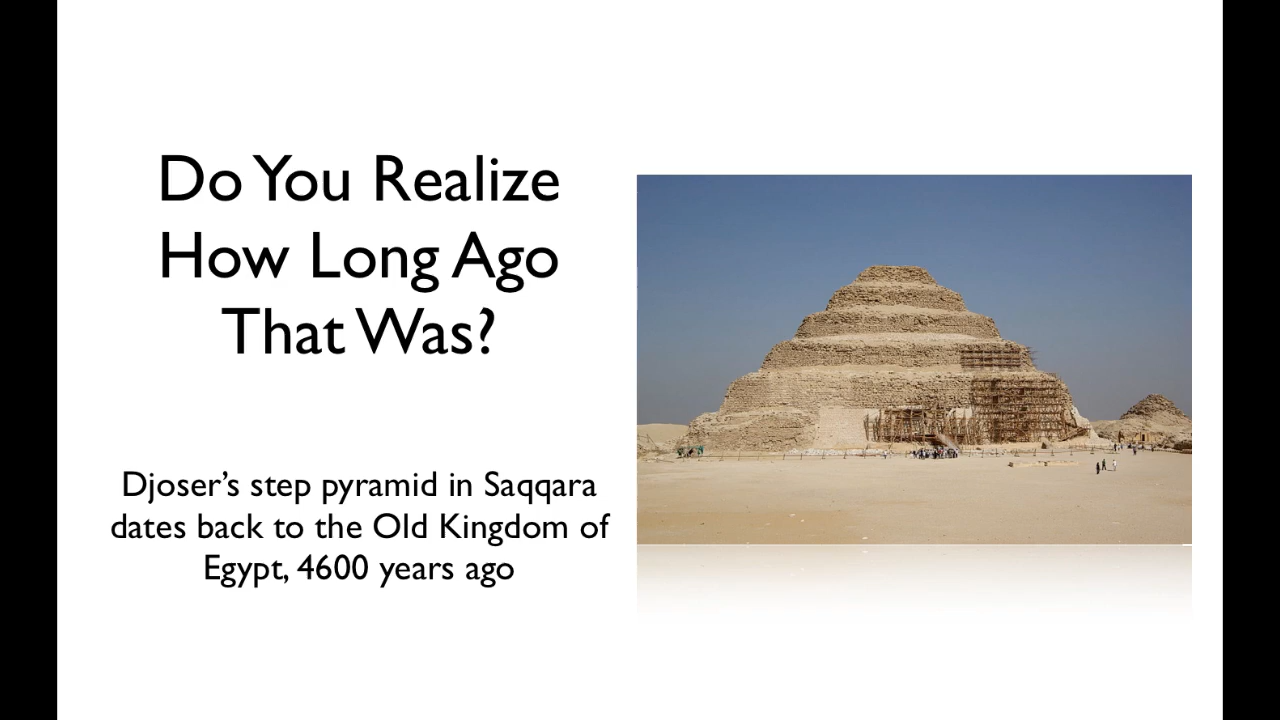 Do You Realize
How Long Ago
That Was?
Djoser’s step pyramid in Saqqara
dates back to the Old Kingdom of
Egypt, 4600 years ago